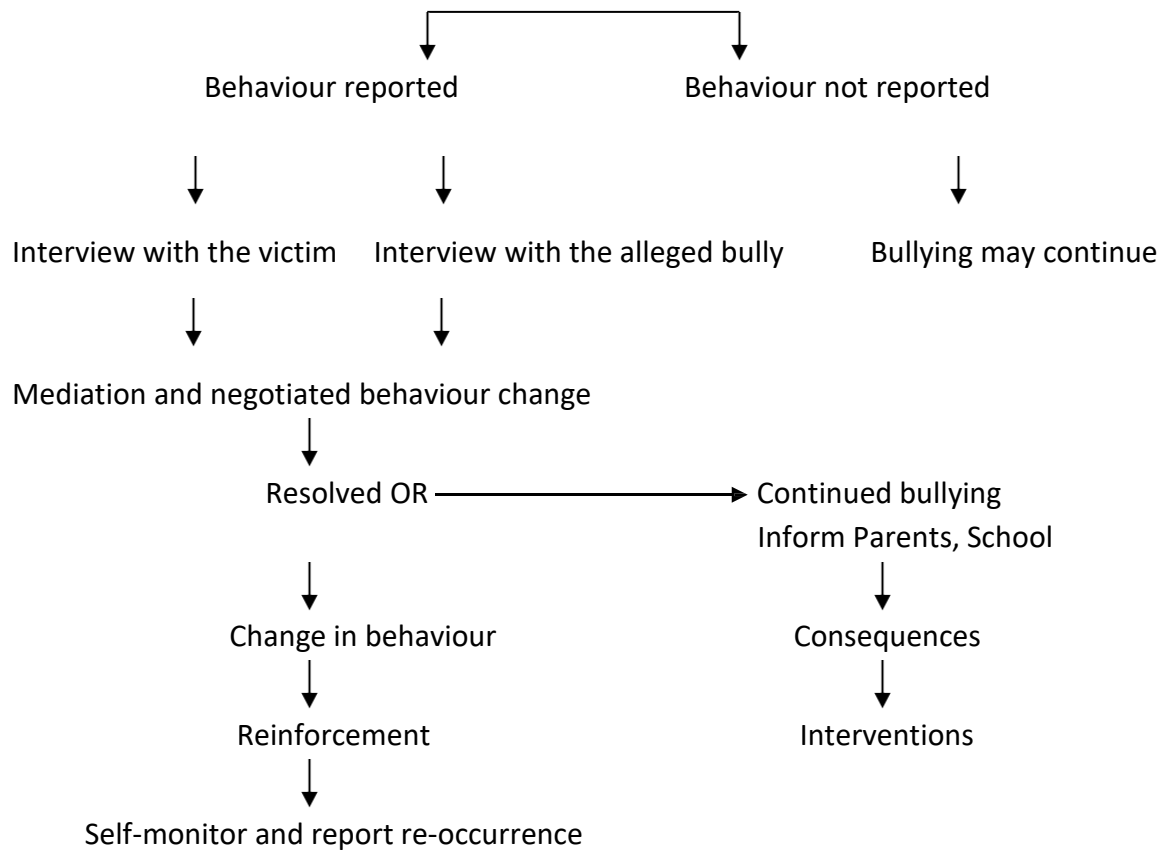 Behaviour reported
Behaviour not reported
Interview with the victim
Interview with the alleged bully
Bullying may continue
Mediation and negotiated behaviour change
Resolved OR
Continued bullying
Inform Parents, School
Change in behaviour
Consequences
Reinforcement
Interventions
Self-monitor and report re-occurrence